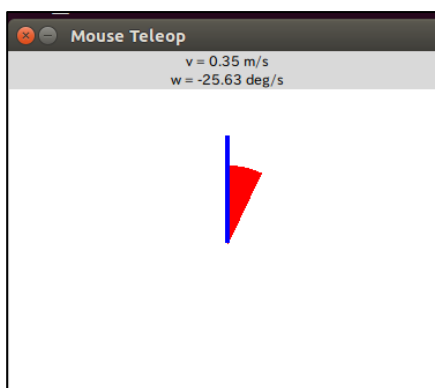 Mouse Teleop
v = 0.35 m/s
w = -25.63 deg/s